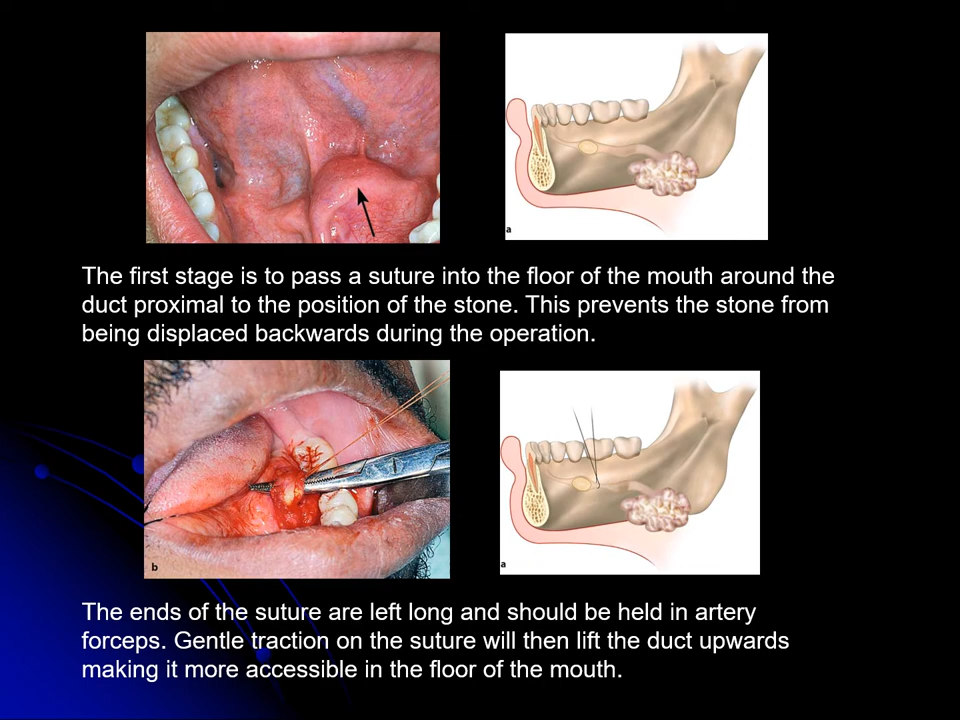 a
The first stage is to pass a suture into the floor of the mouth around the
duct proximal to the position of the stone. This prevents the stone from
being displaced backwards during the operation.
b
a
The ends of the suture are left long and should be held in artery
forceps. Gentle traction on the suture will then lift the duct upwards
making it more accessible in the floor of the mouth.